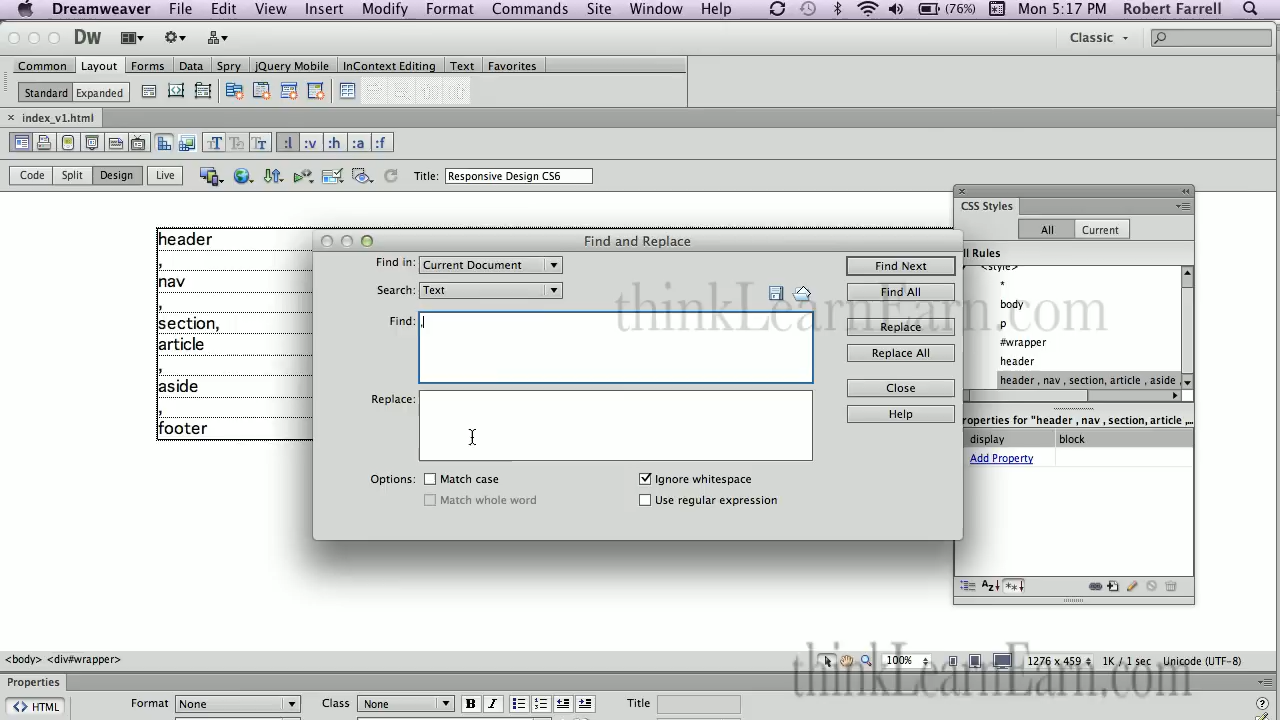 Dreamweaver File Edit View Insert Modify Format Commands Site Window Help (76%) Mon 5:17 PM Robert Farrell
Dw Classic
Common Layout Forms Data Spry jQuery Mobile InContext Editing Text Favorites
Standard Expanded
index_v1.html
:l :v :h :a :f
Code Split Design Live Title: Responsive Design CS6
header
,
nav
,
section,
article
,
aside
,
footer
Find and Replace
Find in: Current Document Find Next
Search: Text Find All
Find: ,
Replace
Replace All
Replace:
Close
Help
Options: Match case Ignore whitespace
Match whole word Use regular expression
thinkLearnEarn.com
CSS Styles
All Current
ll Rules
<style>
*
body
p
#wrapper
header
header , nav , section, article , aside ,
roperties for "header , nav , section, article ,...
display block
Add Property
<body> <div#wrapper> 100% 1276 x 459 1K / 1 sec Unicode (UTF-8)
thinkLearnEarn.com
Properties
HTML Format None Class None B I Title